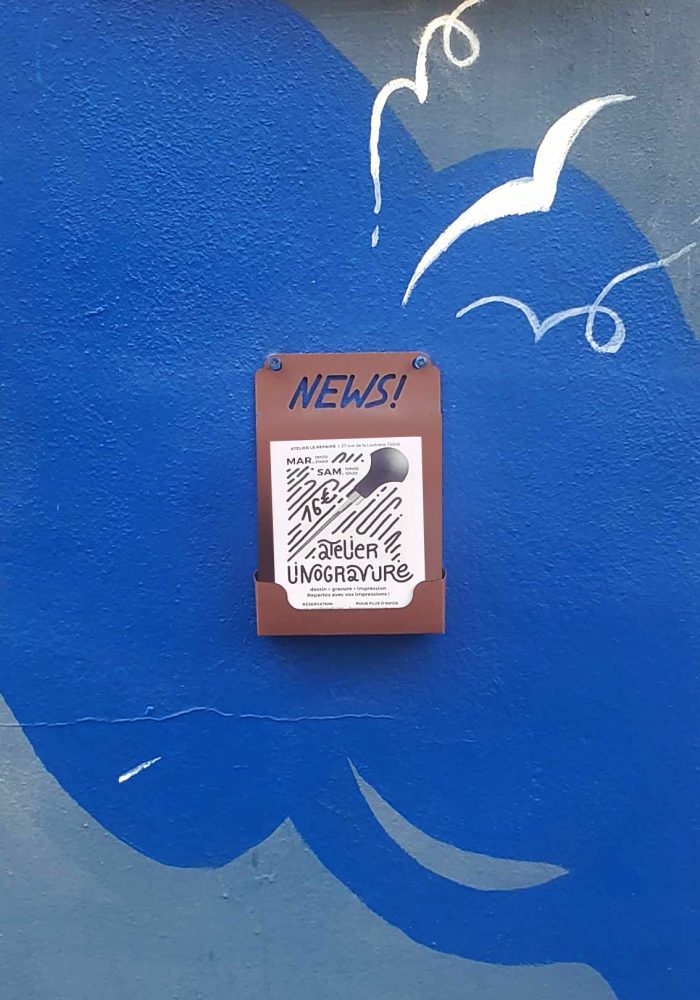 NEWS!
ATELIER LE REPAIRE |
MAR.
SAM.
16€
atelier
linogravure
dessin + gravure + impression
Repartez avec vos impressions !
RÉSERVATION POUR PLUS D'INFOS